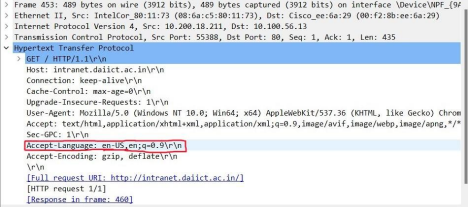 Frame 453: 489 bytes on wire (3912 bits), 489 bytes captured (3912 bits) on interface \Device\NPF_{9A
Ethernet II, Src: IntelCor_80:11:73 (08:6a:c5:80:11:73), Dst: Cisco_ee:6a:29 (00:f2:8b:ee:6a:29)
Internet Protocol Version 4, Src: 10.200.18.211, Dst: 10.100.56.13
Transmission Control Protocol, Src Port: 55388, Dst Port: 80, Seq: 1, Ack: 1, Len: 435
Hypertext Transfer Protocol
GET / HTTP/1.1\r\n
Host: intranet.daiict.ac.in\r\n
Connection: keep-alive\r\n
Cache-Control: max-age=0\r\n
Upgrade-Insecure-Requests: 1\r\n
User-Agent: Mozilla/5.0 (Windows NT 10.0; Win64; x64) AppleWebKit/537.36 (KHTML, like Gecko) Chrom
Accept: text/html,application/xhtml+xml,application/xml;q=0.9,image/avif,image/webp,image/apng,*/*
Sec-GPC: 1\r\n
Accept-Language: en-US,en;q=0.9\r\n
Accept-Encoding: gzip, deflate\r\n
\r\n
[Full request URI: http://intranet.daiict.ac.in/]
[HTTP request 1/1]
[Response in frame: 460]